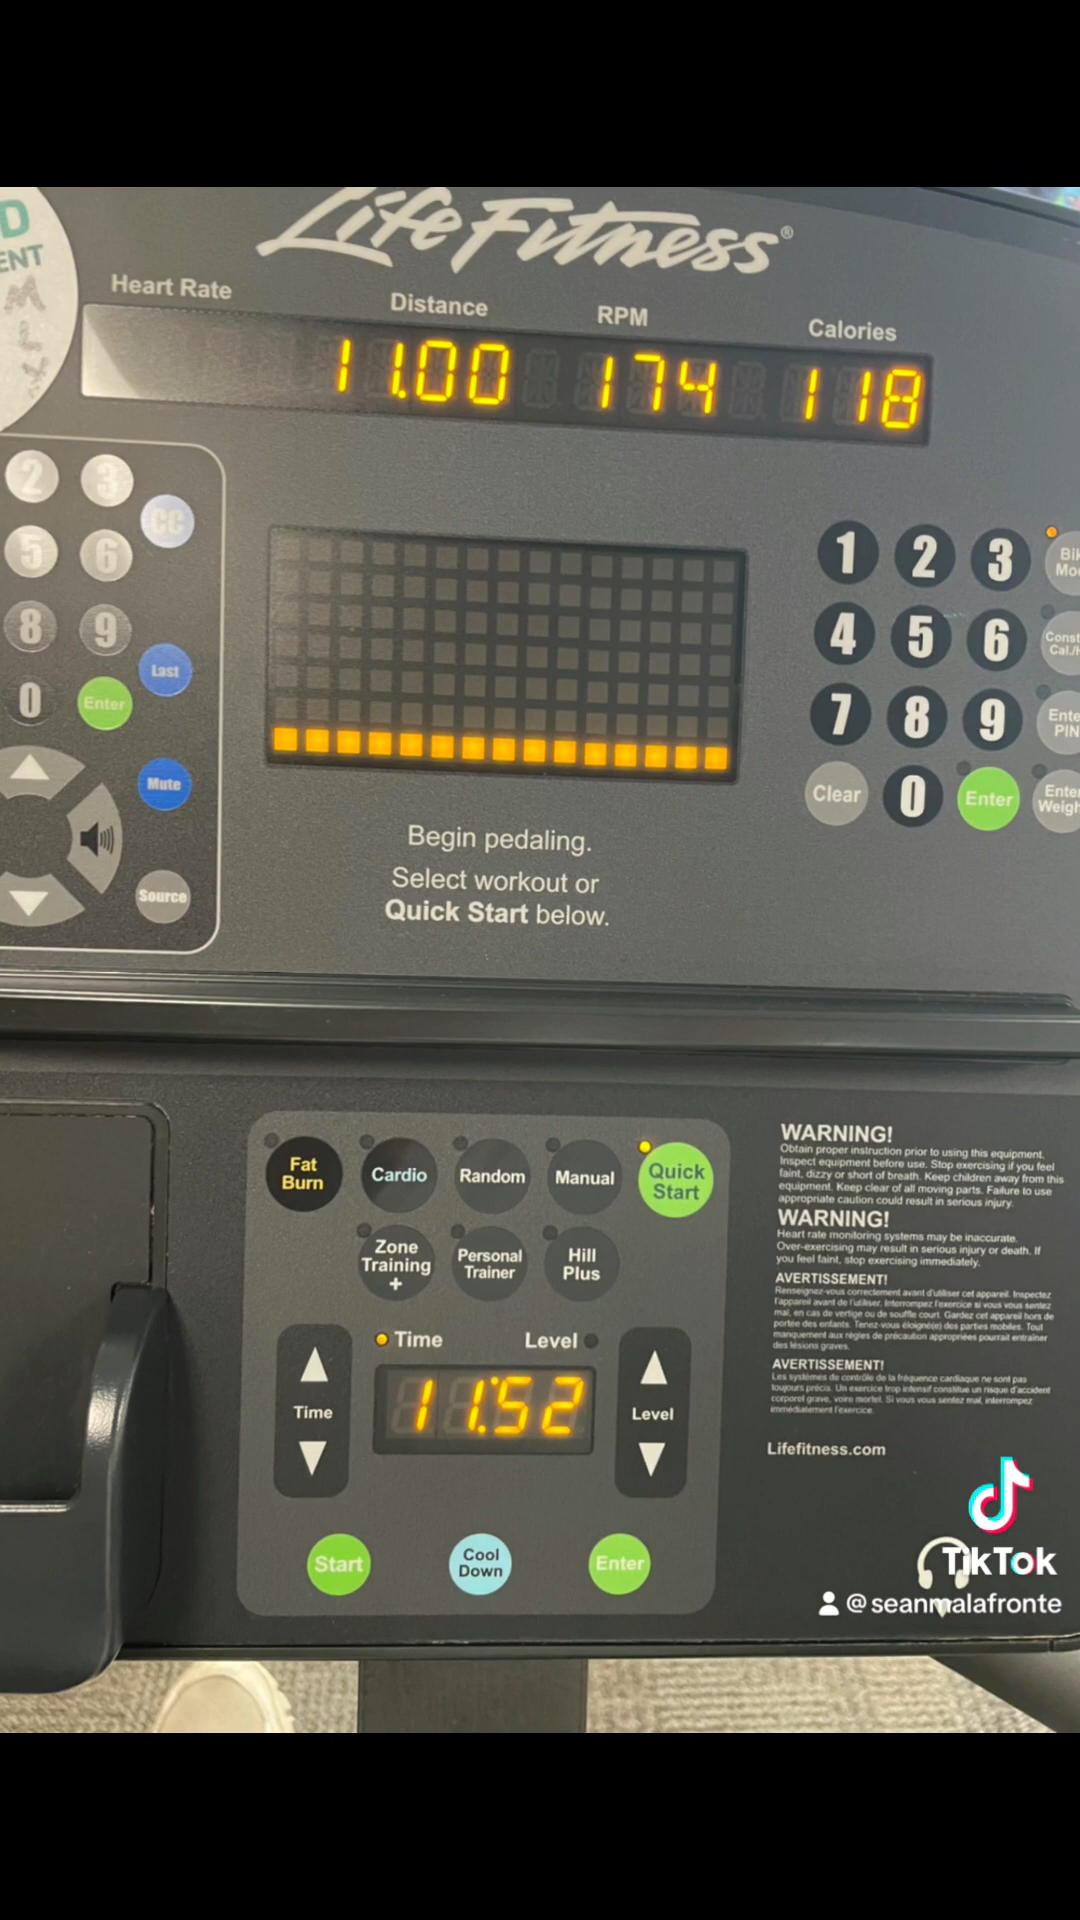 D
ENT
M
L
LifeFitness®
Heart Rate
Distance
RPM
Calories
11.00
174
118
2
3
CC
5
6
8
9
Last
0
Enter
Mute
Source
1
2
3
4
5
6
7
8
9
Clear
0
Enter
Begin pedaling.
Select workout or
Quick Start below.
Fat
Burn
Cardio
Random
Manual
Quick
Start
Zone
Training
+
Personal
Trainer
Hill
Plus
Time
Level
Time
11:52
Level
Start
Cool
Down
Enter
WARNING!
Obtain proper instruction prior to using this equipment.
Inspect equipment before use. Stop exercising if you feel
faint, dizzy or short of breath. Keep children away from this
equipment. Keep clear of all moving parts. Failure to use
appropriate caution could result in serious injury.
WARNING!
Heart rate monitoring systems may be inaccurate.
Over-exercising may result in serious injury or death. If
you feel faint, stop exercising immediately.
AVERTISSEMENT!
Renseignez-vous correctement avant d'utiliser cet appareil. Inspectez
l'appareil avant de l'utiliser. Interrompez l'exercice si vous vous sentez
mal, en cas de vertige ou de souffle court. Gardez cet appareil hors de
portée des enfants. Tenez-vous éloigné(e) des parties mobiles. Tout
manquement aux règles de précaution appropriées pourrait entraîner
des lésions graves.
AVERTISSEMENT!
Les systèmes de contrôle de la fréquence cardiaque ne sont pas
toujours précis. Un exercice trop intensif constitue un risque d'accident
corporel grave, voire mortel. Si vous vous sentez mal, interrompez
immédiatement l'exercice.
Lifefitness.com
TikTok
@seanmalafronte